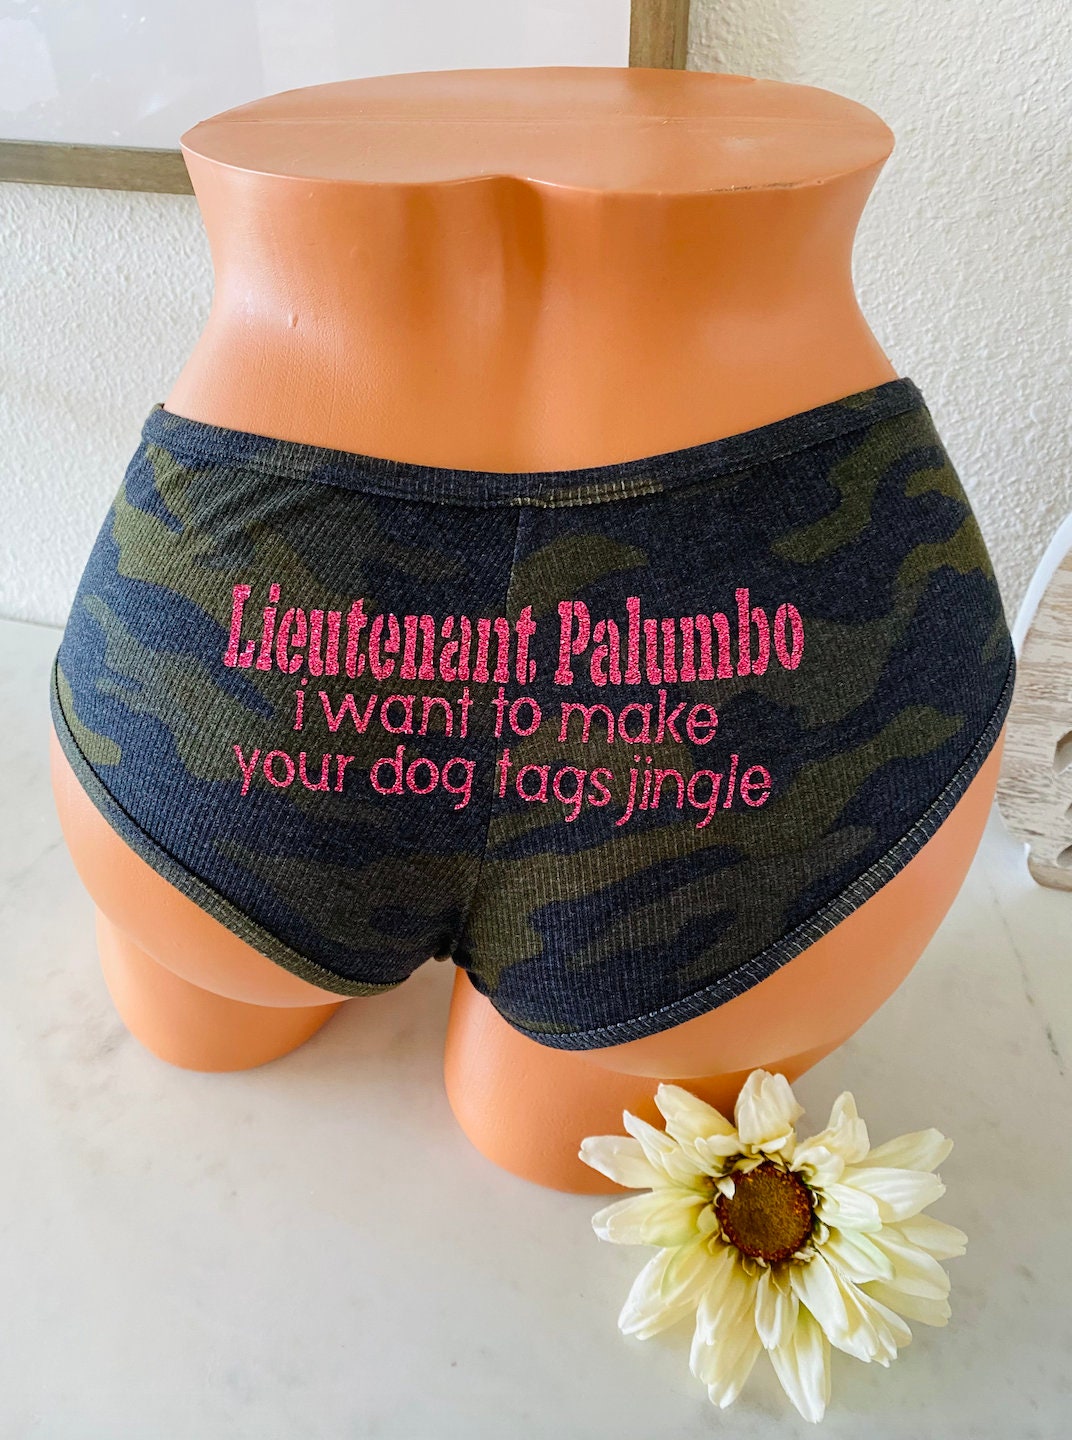 Lieutenant Palumbo
i want to make
your dog tags jingle